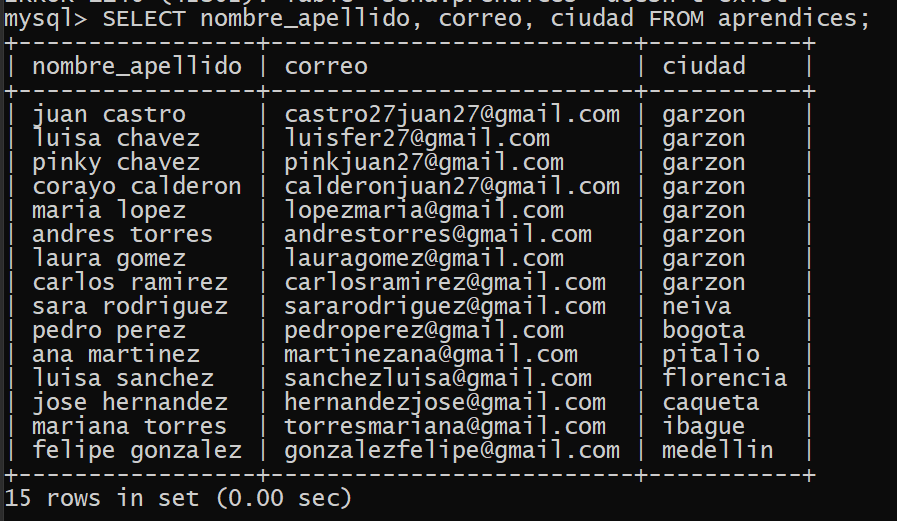 mysql> SELECT nombre_apellido, correo, ciudad FROM aprendices;
+-----------------+--------------------------+-----------+
| nombre_apellido | correo                   | ciudad    |
+-----------------+--------------------------+-----------+
| juan castro     | castro27juan27@gmail.com | garzon    |
| luisa chavez    | luisfer27@gmail.com      | garzon    |
| pinky chavez    | pinkjuan27@gmail.com     | garzon    |
| corayo calderon | calderonjuan27@gmail.com | garzon    |
| maria lopez     | lopezmaria@gmail.com     | garzon    |
| andres torres   | andrestorres@gmail.com   | garzon    |
| laura gomez     | lauragomez@gmail.com     | garzon    |
| carlos ramirez  | carlosramirez@gmail.com  | garzon    |
| sara rodriguez  | sararodriguez@gmail.com  | neiva     |
| pedro perez     | pedroperez@gmail.com     | bogota    |
| ana martinez    | martinezana@gmail.com    | pitalio   |
| luisa sanchez   | sanchezluisa@gmail.com   | florencia |
| jose hernandez  | hernandezjose@gmail.com  | caqueta   |
| mariana torres  | torresmariana@gmail.com  | ibague    |
| felipe gonzalez | gonzalezfelipe@gmail.com | medellin  |
+-----------------+--------------------------+-----------+
15 rows in set (0.00 sec)